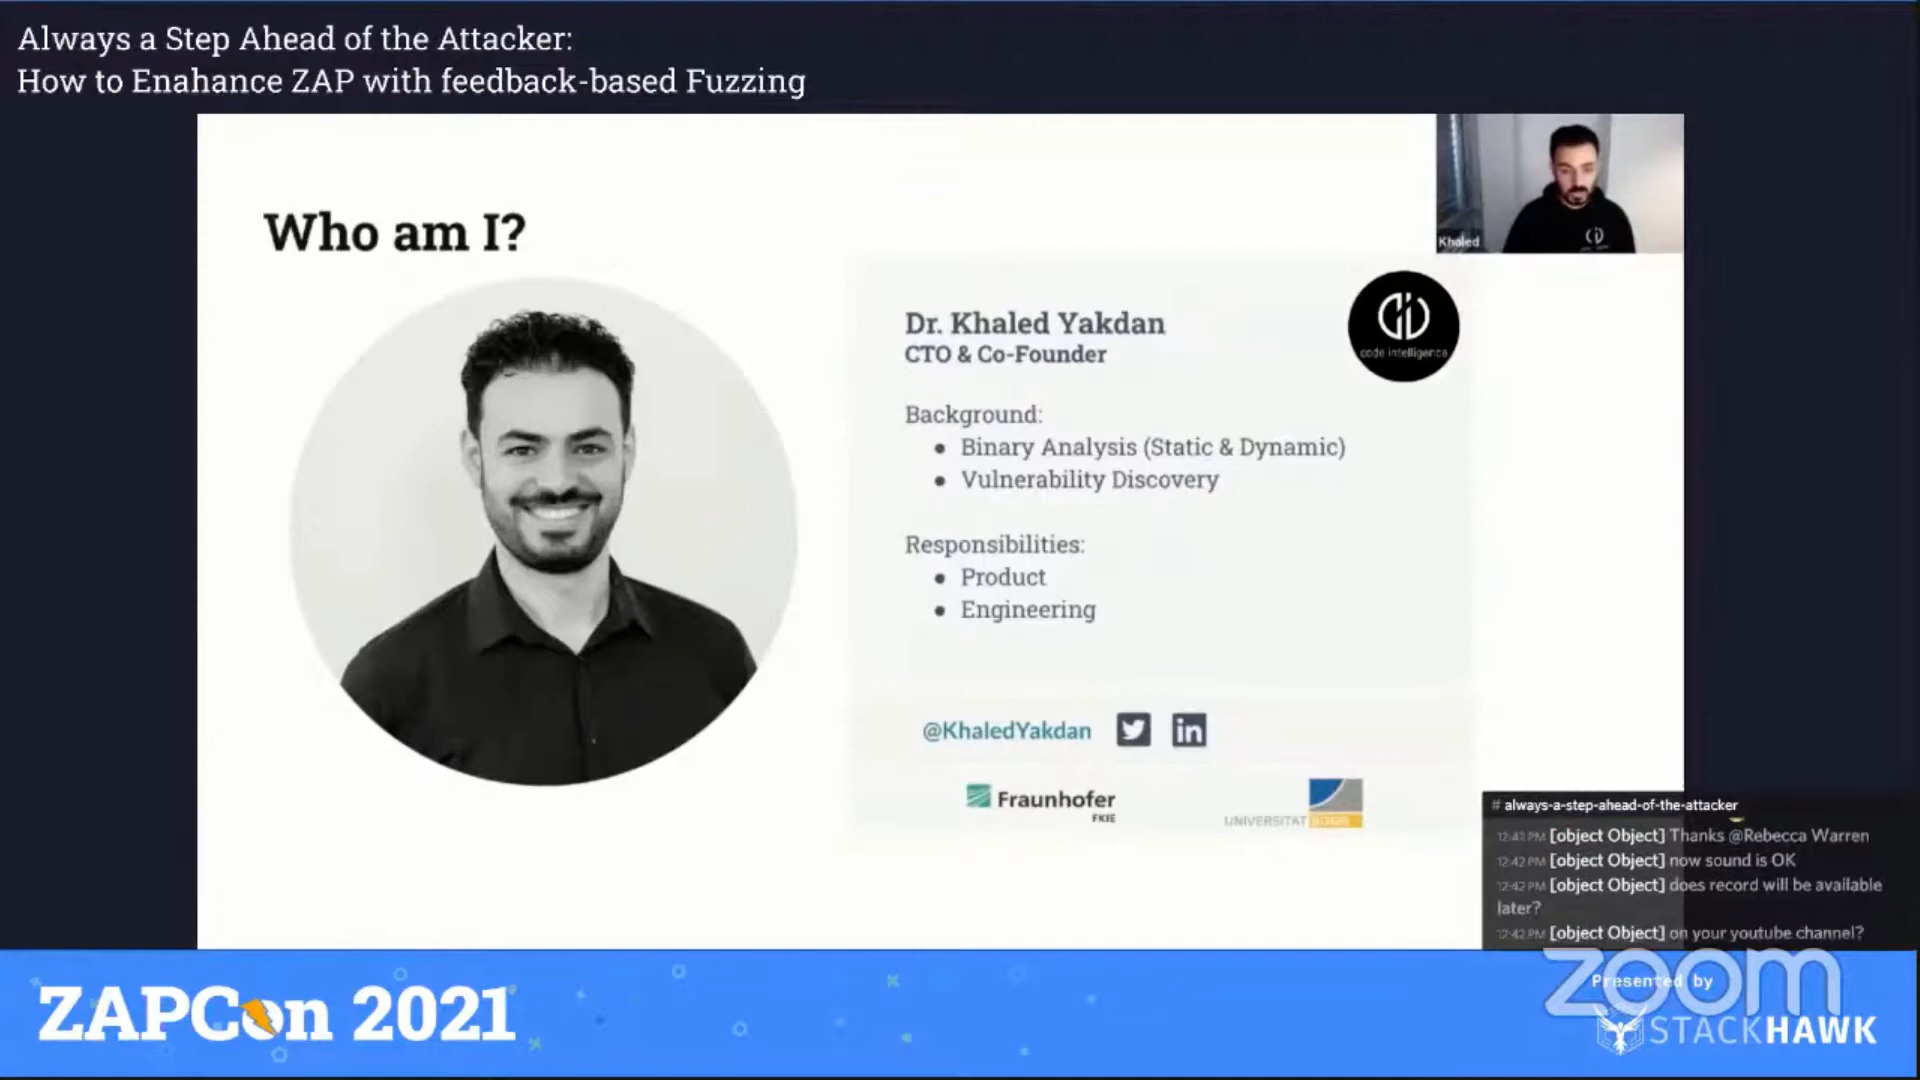 Always a Step Ahead of the Attacker:
How to Enahance ZAP with feedback-based Fuzzing
Who am I?
Khaled
Dr. Khaled Yakdan
CTO & Co-Founder
code intelligence
Background:
● Binary Analysis (Static & Dynamic)
● Vulnerability Discovery
Responsibilities:
● Product
● Engineering
@KhaledYakdan
in
Fraunhofer
FKIE
UNIVERSITAT BONN
# always-a-step-ahead-of-the-attacker
12:42 PM [object Object] Thanks @Rebecca Warren
12:42 PM [object Object] now sound is OK
12:42 PM [object Object] does record will be available
later?
12:42 PM [object Object] on your youtube channel?
ZAPCon 2021
zoom
Presented by
STACKHAWK